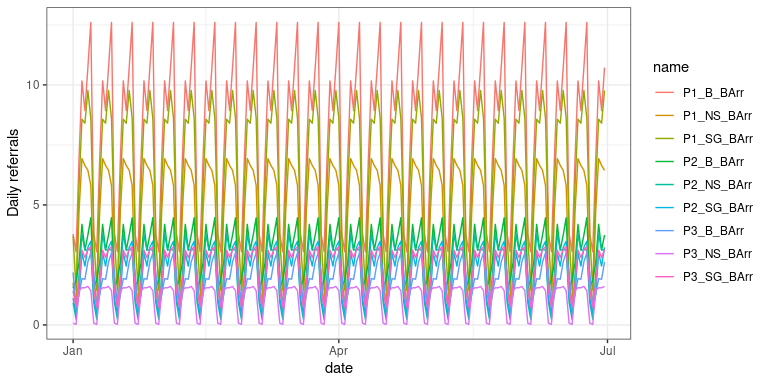 10
5
0
Daily referrals
Jan
Apr
Jul
date
name
P1_B_BArr
P1_NS_BArr
P1_SG_BArr
P2_B_BArr
P2_NS_BArr
P2_SG_BArr
P3_B_BArr
P3_NS_BArr
P3_SG_BArr